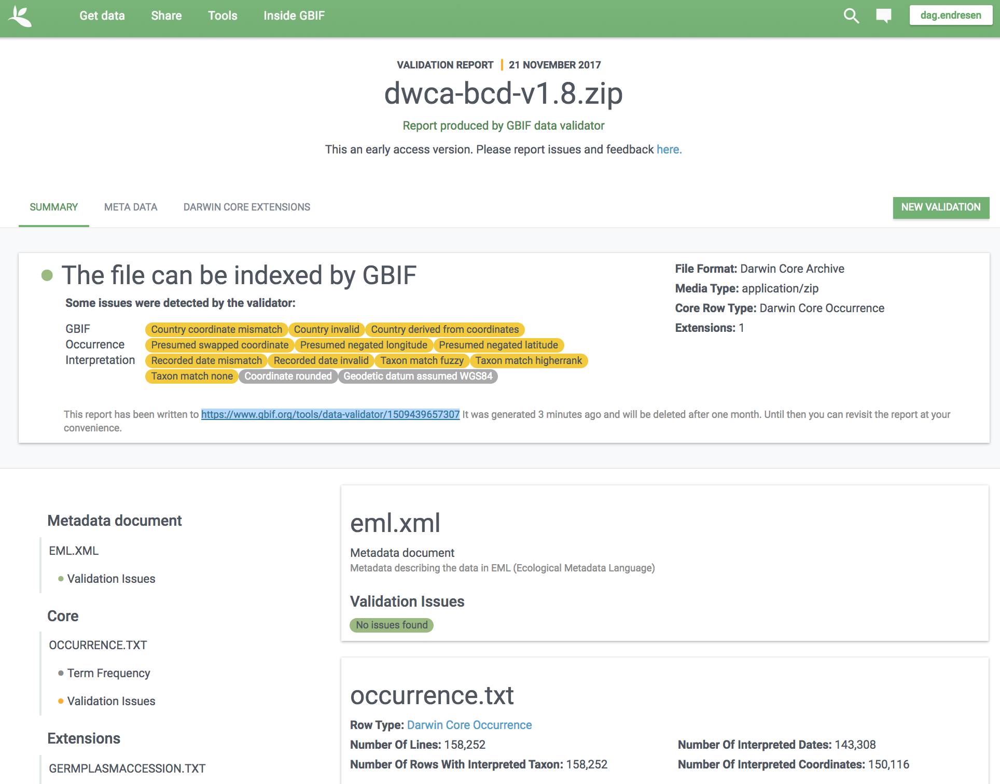 Get data Share Tools Inside GBIF dag.endresen
VALIDATION REPORT 21 NOVEMBER 2017
dwca-bcd-v1.8.zip
Report produced by GBIF data validator
This an early access version. Please report issues and feedback here.
SUMMARY META DATA DARWIN CORE EXTENSIONS NEW VALIDATION
The file can be indexed by GBIF
Some issues were detected by the validator:
GBIF Occurrence Interpretation
Country coordinate mismatch Country invalid Country derived from coordinates
Presumed swapped coordinate Presumed negated longitude Presumed negated latitude
Recorded date mismatch Recorded date invalid Taxon match fuzzy Taxon match higherrank
Taxon match none Coordinate rounded Geodetic datum assumed WGS84
File Format: Darwin Core Archive
Media Type: application/zip
Core Row Type: Darwin Core Occurrence
Extensions: 1
This report has been written to https://www.gbif.org/tools/data-validator/1509439657307 It was generated 3 minutes ago and will be deleted after one month. Until then you can revisit the report at your
convenience.
Metadata document
EML.XML
Validation Issues
Core
OCCURRENCE.TXT
Term Frequency
Validation Issues
Extensions
GERMPLASMACCESSION.TXT
eml.xml
Metadata document
Metadata describing the data in EML (Ecological Metadata Language)
Validation Issues
No issues found
occurrence.txt
Row Type: Darwin Core Occurrence
Number Of Lines: 158,252 Number Of Interpreted Dates: 143,308
Number Of Rows With Interpreted Taxon: 158,252 Number Of Interpreted Coordinates: 150,116